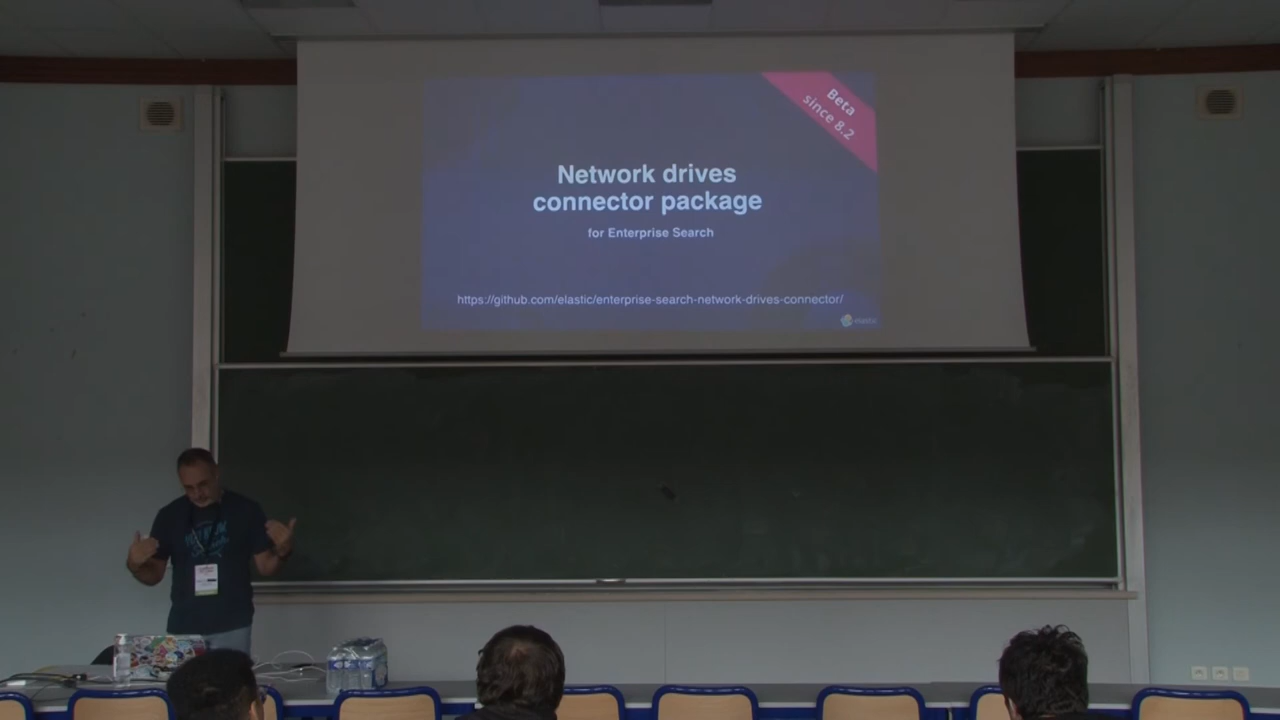 Beta
since 8.2
Network drives
connector package
for Enterprise Search
https://github.com/elastic/enterprise-search-network-drives-connector/
elastic